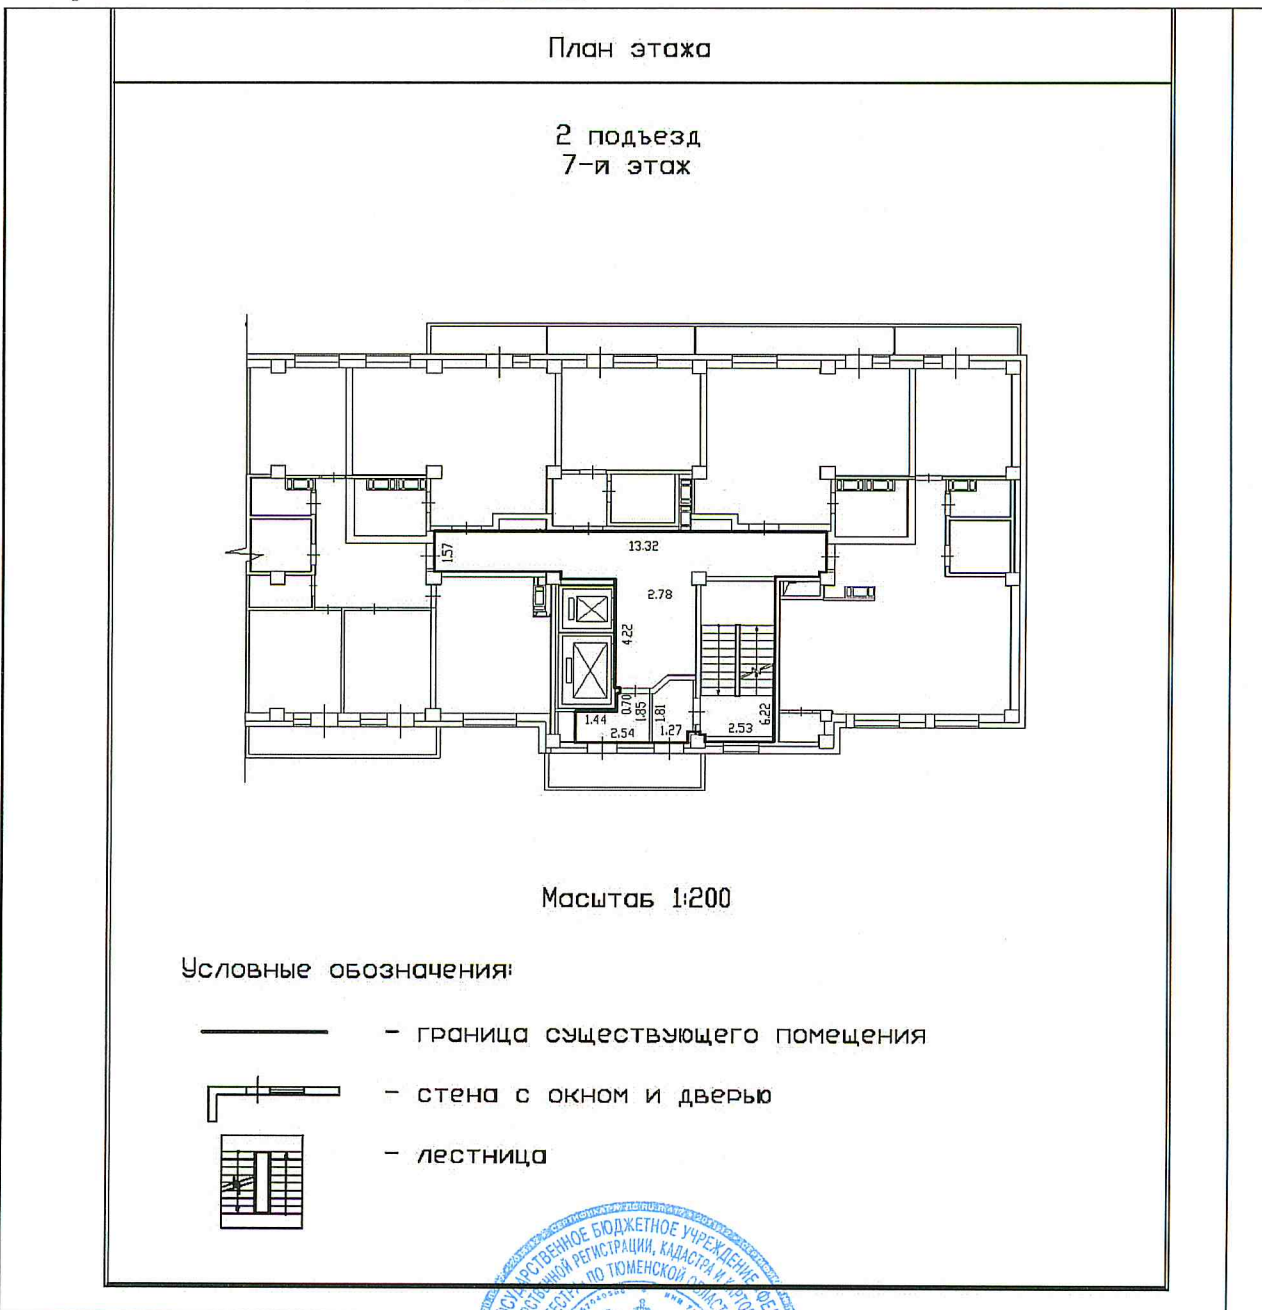 План этажа
2 подъезд
7-й этаж
13.32
1.57
2.78
4.22
0.70
1.85
1.81
6.22
1.44
2.54
1.27
2.53
Масштаб 1:200
Условные обозначения:
- граница существующего помещения
- стена с окном и дверью
- лестница
БЮДЖЕТНОЕ УЧРЕЖДЕНИЕ
РЕГИСТРАЦИИ, КАДАСТРА И
ПО ТЮМЕНСКОЙ